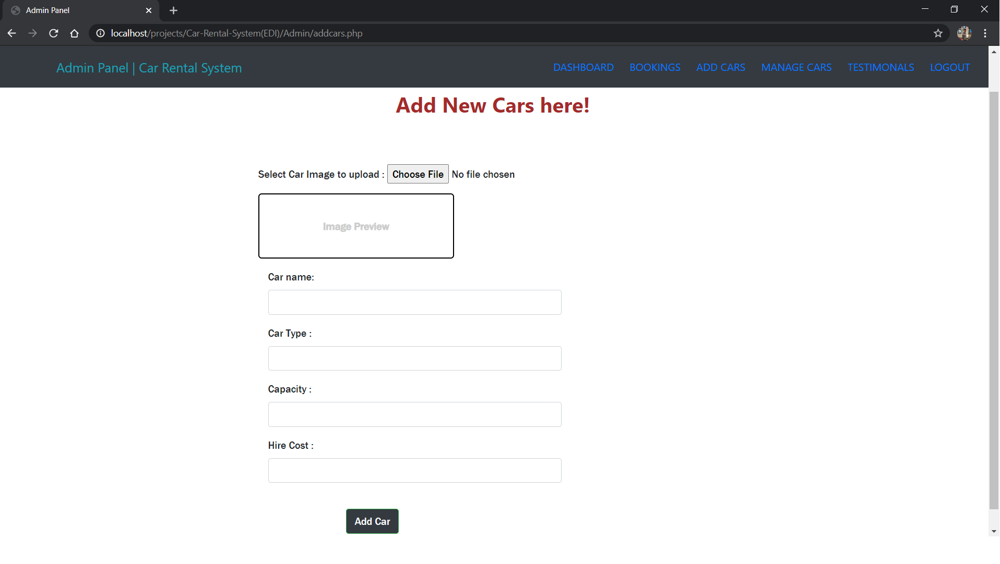 Admin Panel
localhost/projects/Car-Rental-System(EDI)/Admin/addcars.php
Admin Panel | Car Rental System DASHBOARD BOOKINGS ADD CARS MANAGE CARS TESTIMONALS LOGOUT
Add New Cars here!
Select Car Image to upload : Choose File No file chosen
Image Preview
Car name:
Car Type :
Capacity :
Hire Cost :
Add Car